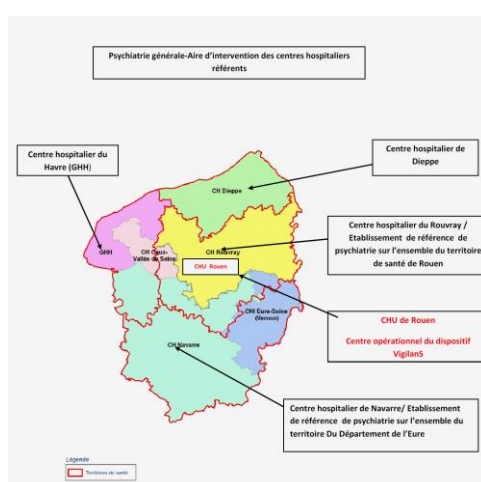 Psychiatrie générale-Aire d'intervention des centres hospitaliers
référents
Centre hospitalier du
Havre (GHH)
Centre hospitalier de
Dieppe
CH Dieppe
Centre hospitalier du Rouvray /
Etablissement de référence de
psychiatrie sur l'ensemble du territoire
de santé de Rouen
GHH
CH Caux-
Vallée de Seine
CH Rouvray
CHU Rouen
CHU de Rouen
Centre opérationnel du dispositif
VigilanS
CHI Eure-Seine
(Vernon)
CH Navarre
Centre hospitalier de Navarre/ Etablissement
de référence de psychiatrie sur l'ensemble du
territoire Du Département de l'Eure
Légende
Territoires de santé